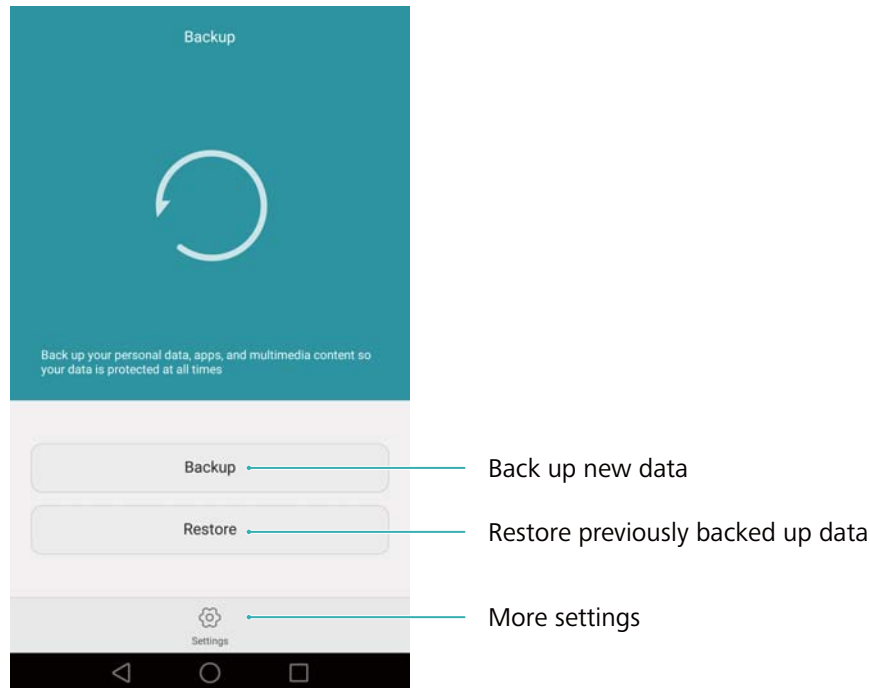 Backup
Back up your personal data, apps, and multimedia content so
your data is protected at all times
Backup
Back up new data
Restore
Restore previously backed up data
More settings
Settings